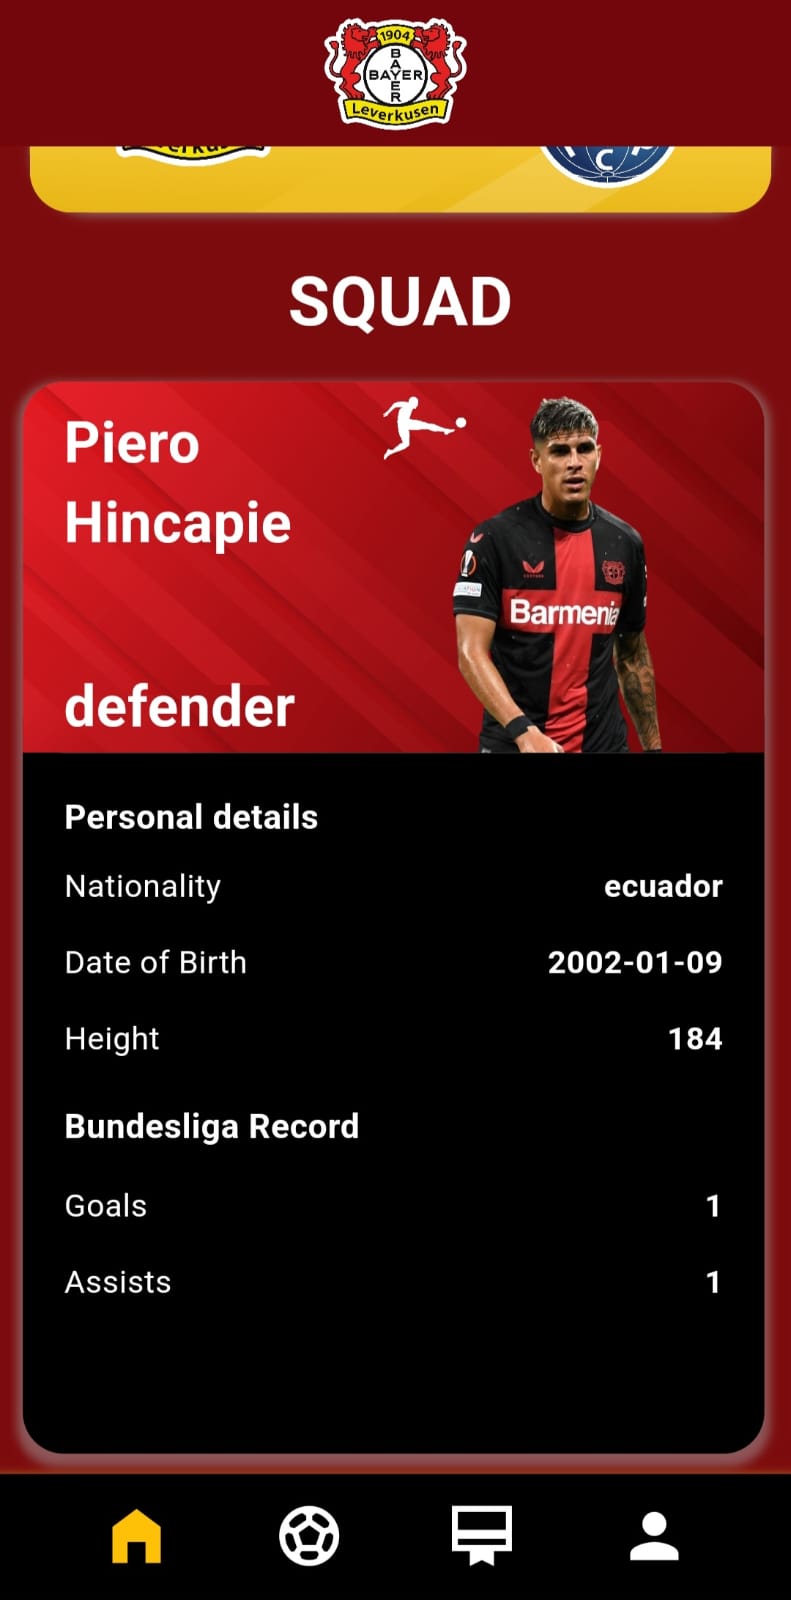 1904
BAYER
BAYER
Leverkusen
SQUAD
Piero
Hincapie
Barmenia
defender
Personal details
Nationality ecuador
Date of Birth 2002-01-09
Height 184
Bundesliga Record
Goals 1
Assists 1